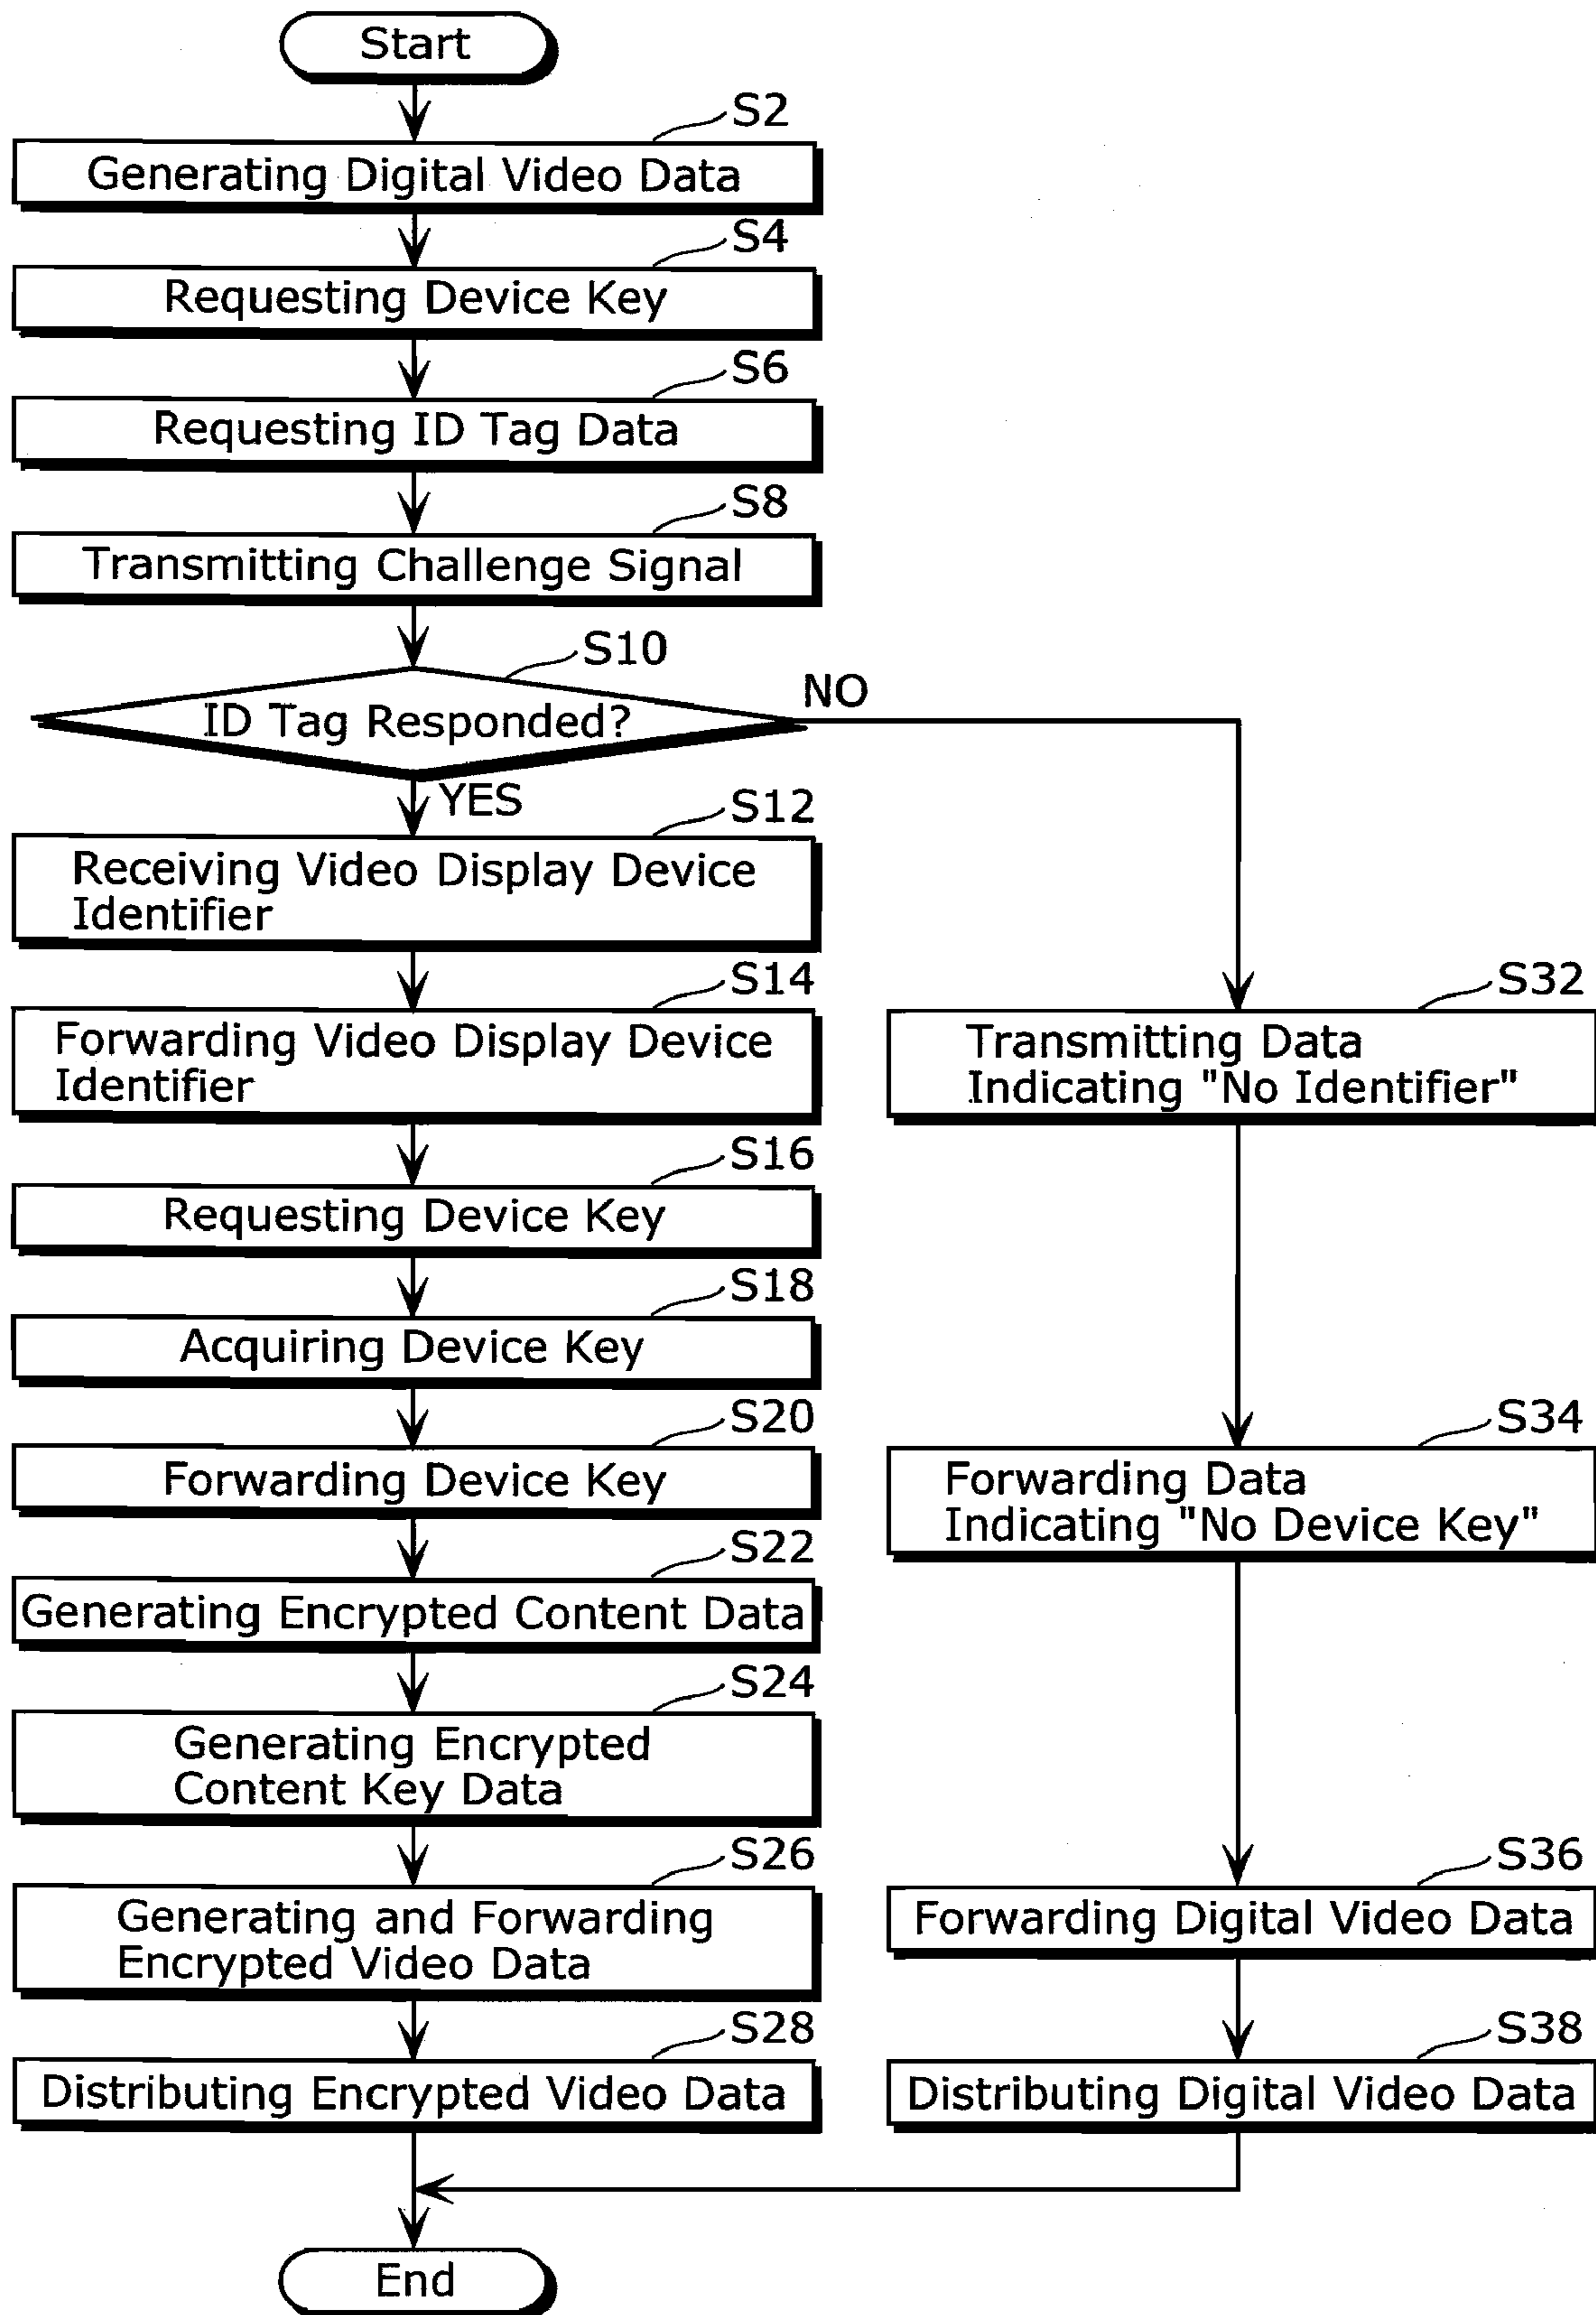 Start
S2
Generating Digital Video Data
S4
Requesting Device Key
S6
Requesting ID Tag Data
S8
Transmitting Challenge Signal
S10
ID Tag Responded?
NO
YES
S12
Receiving Video Display Device
Identifier
S14
Forwarding Video Display Device
Identifier
S32
Transmitting Data
Indicating "No Identifier"
S16
Requesting Device Key
S18
Acquiring Device Key
S20
Forwarding Device Key
S34
Forwarding Data
Indicating "No Device Key"
S22
Generating Encrypted Content Data
S24
Generating Encrypted
Content Key Data
S26
Generating and Forwarding
Encrypted Video Data
S36
Forwarding Digital Video Data
S28
Distributing Encrypted Video Data
S38
Distributing Digital Video Data
End